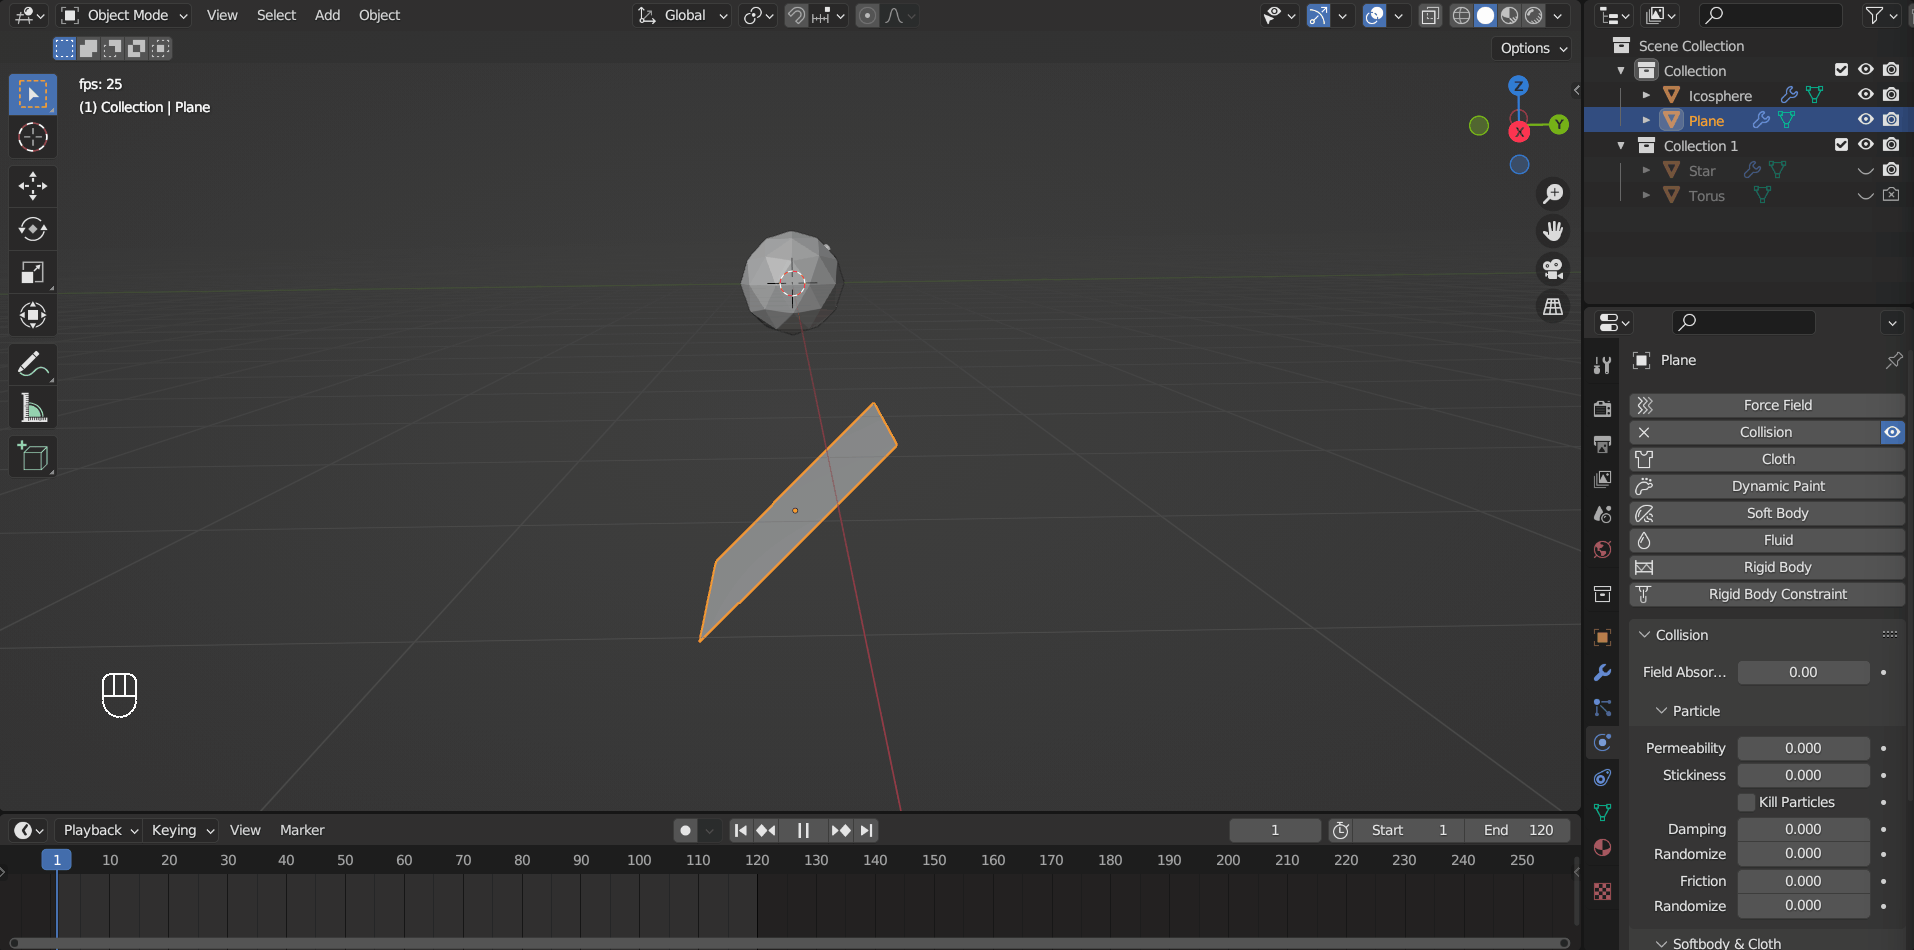 Object Mode View Select Add Object Global
Options
fps: 25
(1) Collection | Plane
Z
Y
X
Scene Collection
Collection
Icosphere
Plane
Collection 1
Star
Torus
Plane
Force Field
Collision
Cloth
Dynamic Paint
Soft Body
Fluid
Rigid Body
Rigid Body Constraint
Collision
Field Absor... 0.00
Particle
Permeability 0.000
Stickiness 0.000
Kill Particles
Damping 0.000
Randomize 0.000
Friction 0.000
Randomize 0.000
Softbody & Cloth
Playback Keying View Marker 1 Start 1 End 120
1 10 20 30 40 50 60 70 80 90 100 110 120 130 140 150 160 170 180 190 200 210 220 230 240 250